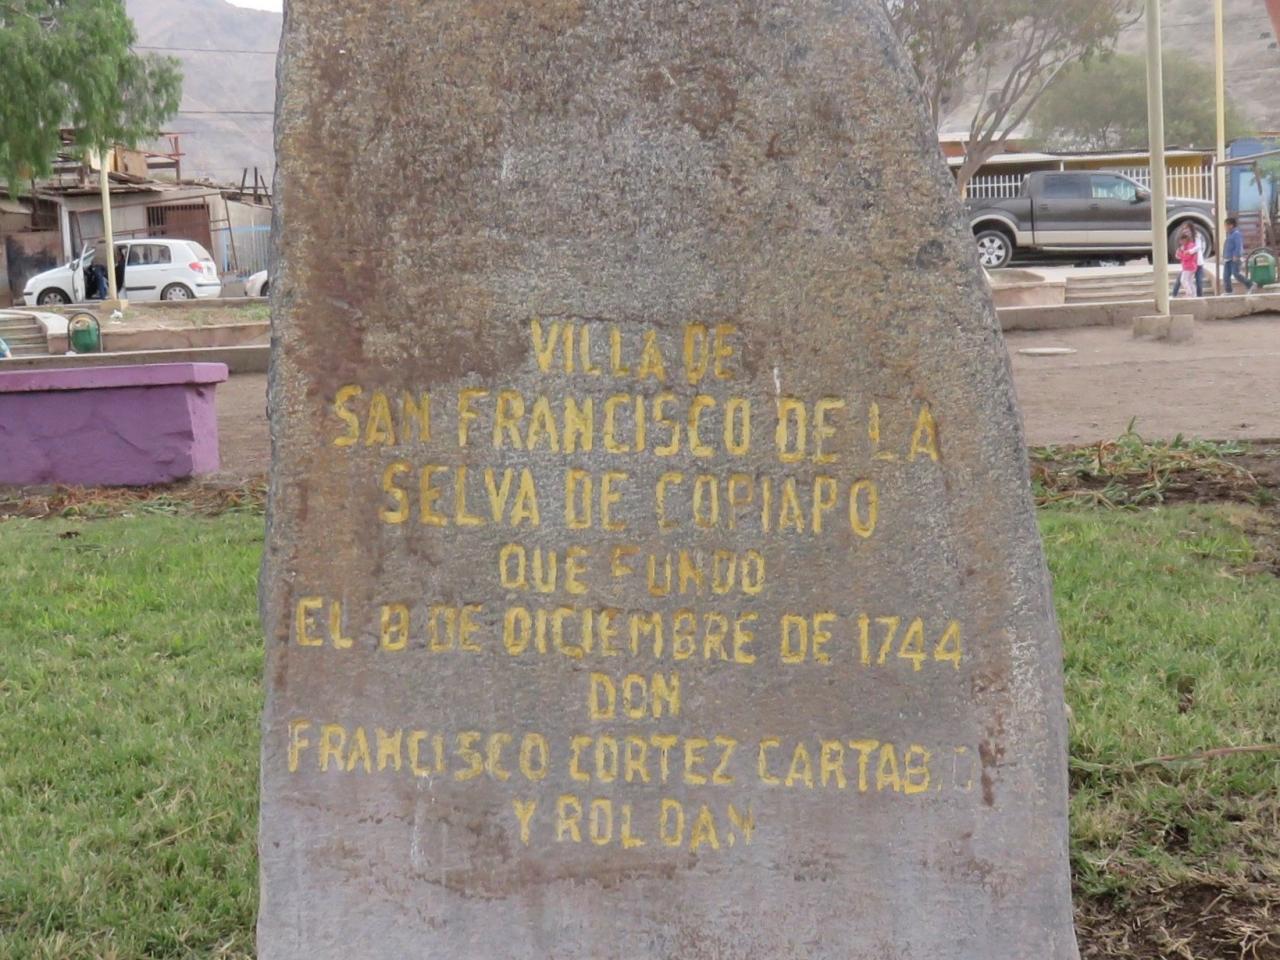 VILLA DE
SAN FRANCISCO DE LA
SELVA DE COPIAPO
QUE FUNDO
EL 8 DE DICIEMBRE DE 1744
DON
FRANCISCO CORTEZ CARTABIO
Y ROLDAN